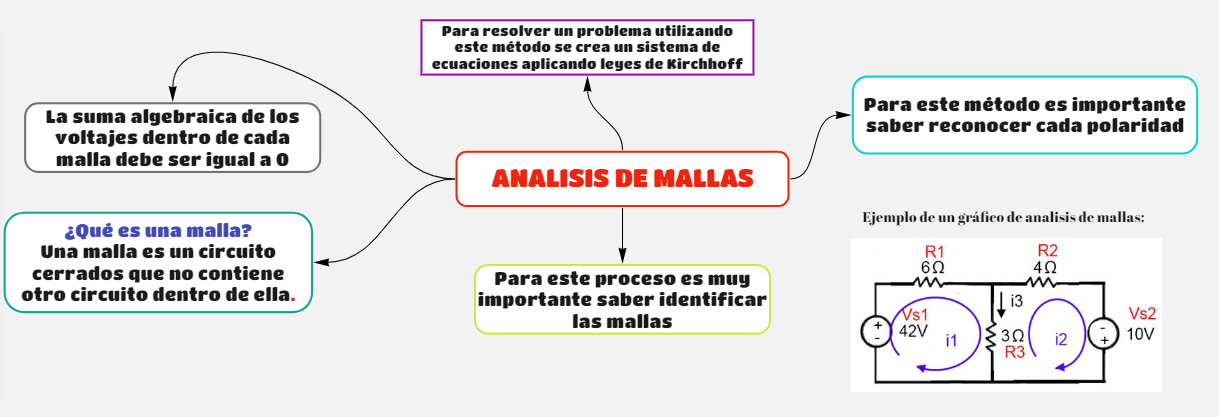 Para resolver un problema utilizando
este método se crea un sistema de
ecuaciones aplicando leyes de Kirchhoff
La suma algebraica de los
voltajes dentro de cada
malla debe ser igual a 0
Para este método es importante
saber reconocer cada polaridad
ANALISIS DE MALLAS
¿Qué es una malla?
Una malla es un circuito
cerrados que no contiene
otro circuito dentro de ella.
Para este proceso es muy
importante saber identificar
las mallas
Ejemplo de un gráfico de analisis de mallas:
R1
6Ω
R2
4Ω
i3
Vs1
42V
+
-
i1
3Ω
R3
i2
-
+
Vs2
10V